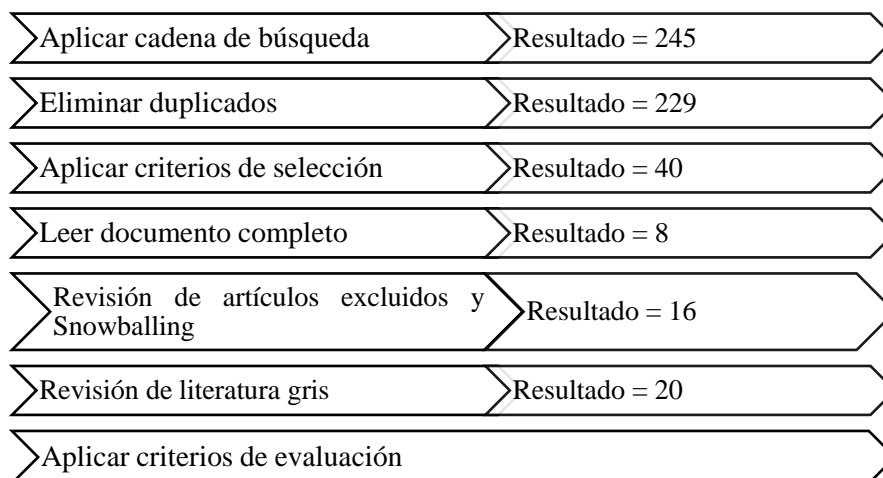 Aplicar cadena de búsqueda
Resultado = 245
Eliminar duplicados
Resultado = 229
Aplicar criterios de selección
Resultado = 40
Leer documento completo
Resultado = 8
Revisión de artículos excluidos y
Snowballing
Resultado = 16
Revisión de literatura gris
Resultado = 20
Aplicar criterios de evaluación